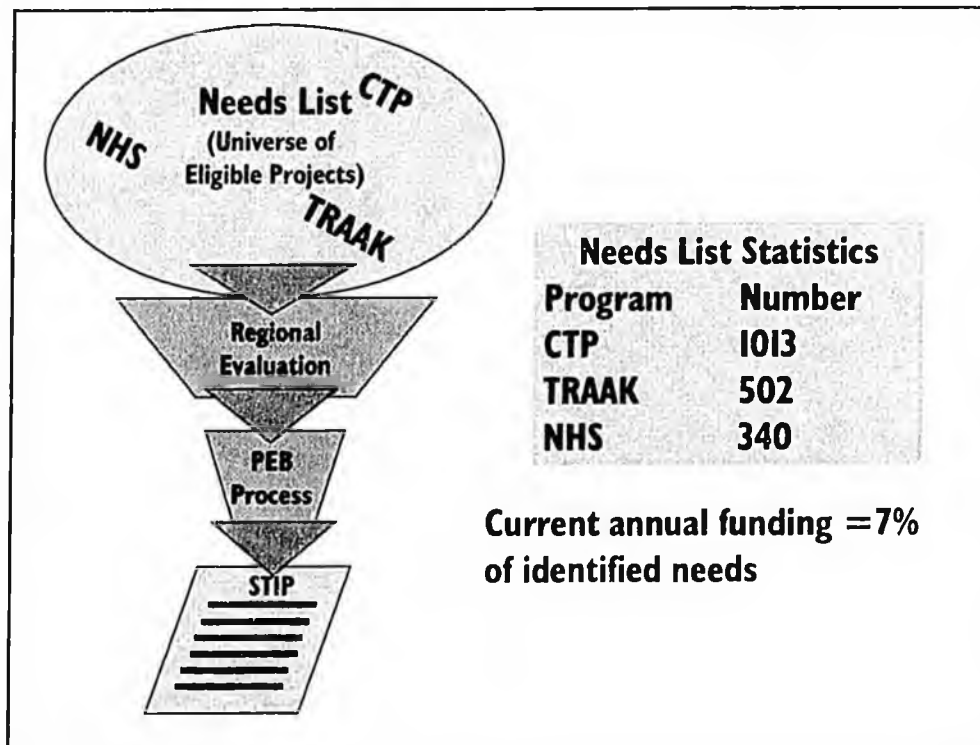 Needs List CTP
(Universe of
NHS
Eligible Projects)
TRAAK
Regional
Evaluation
PEB
Process
STIP
Needs List Statistics
Program Number
CTP 1013
TRAAK 502
NHS 340
Current annual funding =7%
of identified needs